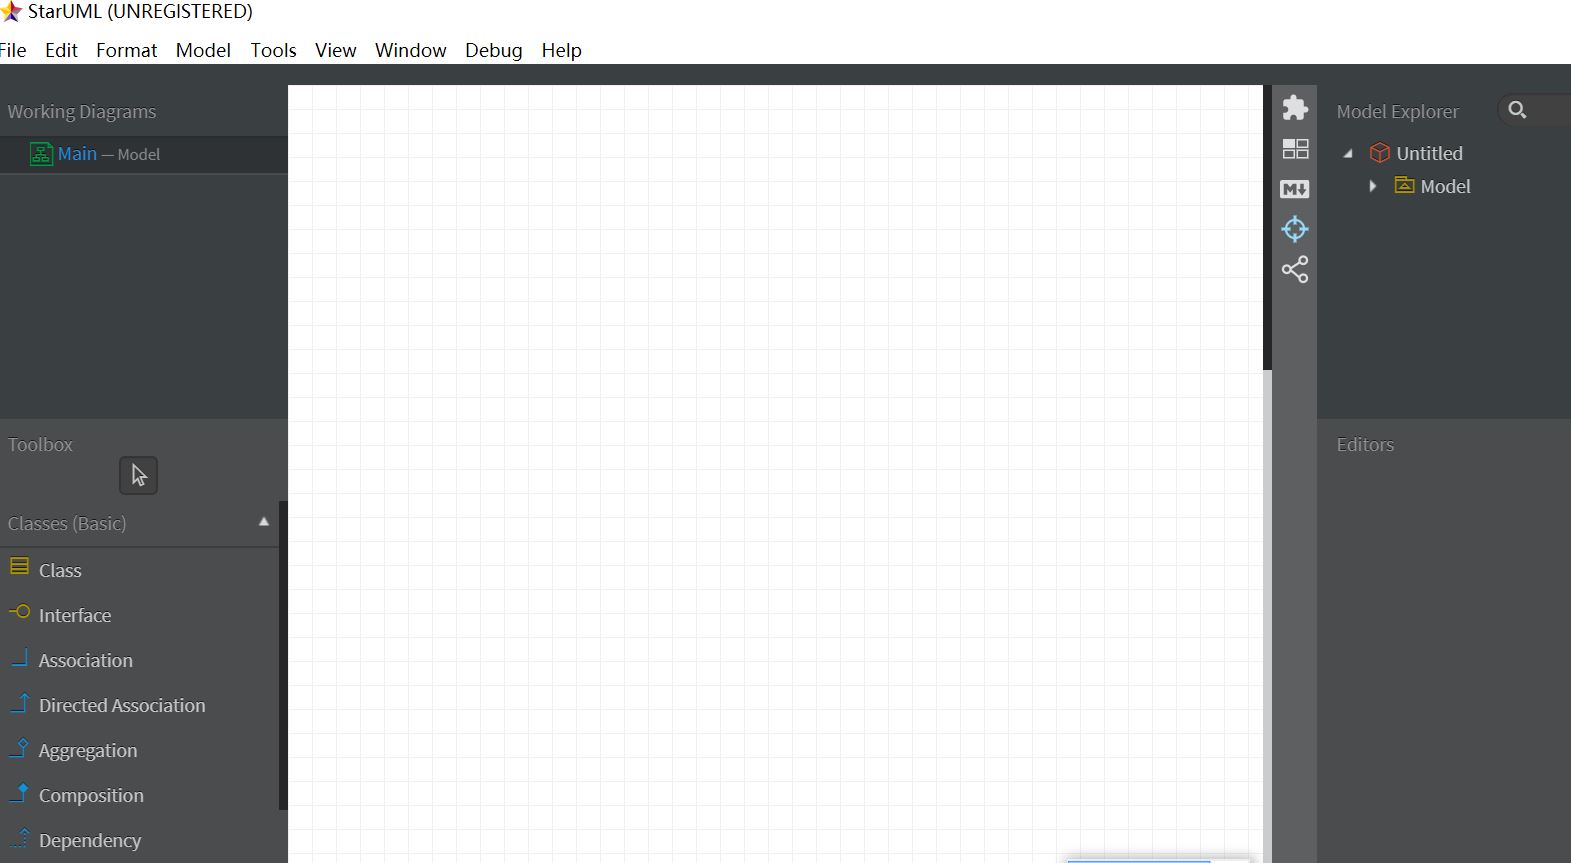 StarUML (UNREGISTERED)
File Edit Format Model Tools View Window Debug Help
Working Diagrams
Main — Model
Toolbox
Classes (Basic)
Class
Interface
Association
Directed Association
Aggregation
Composition
Dependency
M
Model Explorer
Untitled
Model
Editors